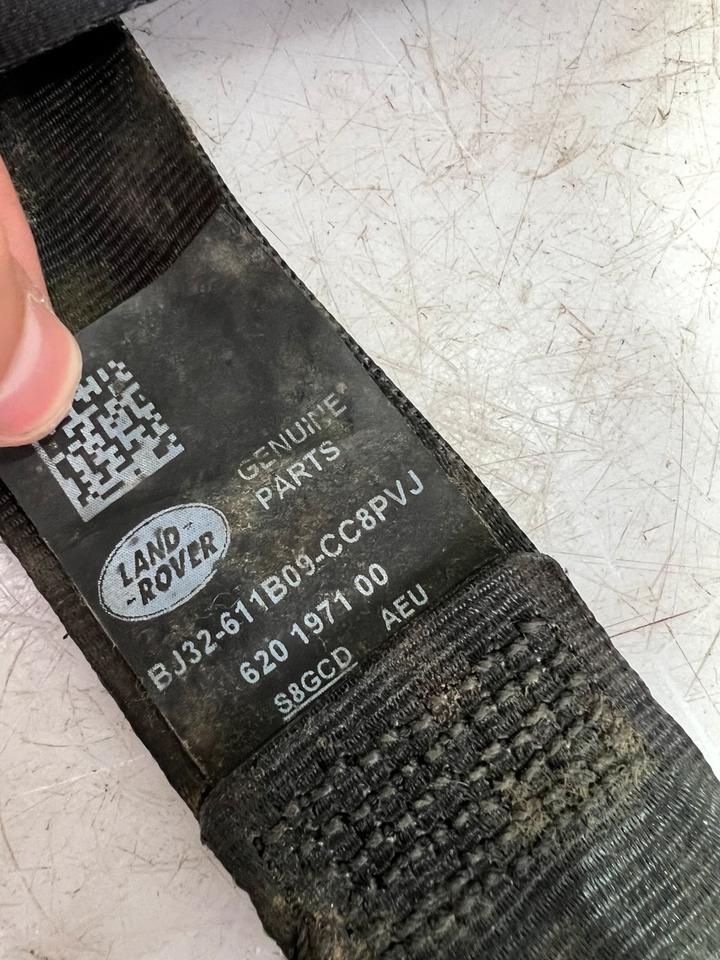 GENUINE
PARTS
LAND-
-ROVER
BJ32-611B09-CC8PVJ
620 1971 00
S8GCD AEU